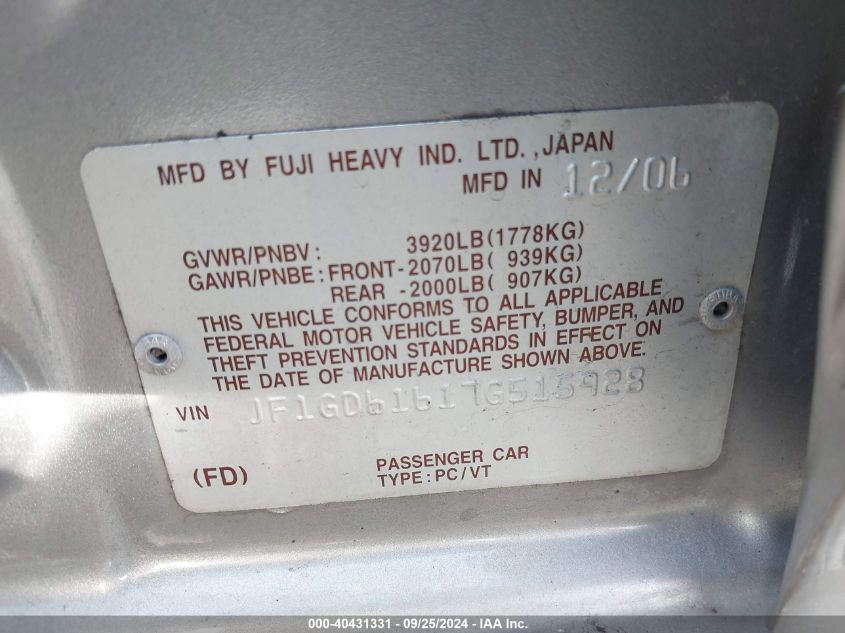 MFD BY FUJI HEAVY IND. LTD.,JAPAN
MFD IN 12/06
GVWR/PNBV: 3920LB(1778KG)
GAWR/PNBE:FRONT-2070LB( 939KG)
REAR -2000LB( 907KG)
THIS VEHICLE CONFORMS TO ALL APPLICABLE
FEDERAL MOTOR VEHICLE SAFETY, BUMPER, AND
THEFT PREVENTION STANDARDS IN EFFECT ON
THE DATE OF MANUFACTURE SHOWN ABOVE.
VIN JF1GD61617G515928
(FD) PASSENGER CAR
TYPE:PC/VT
000-40431331 - 09/25/2024 - IAA Inc.